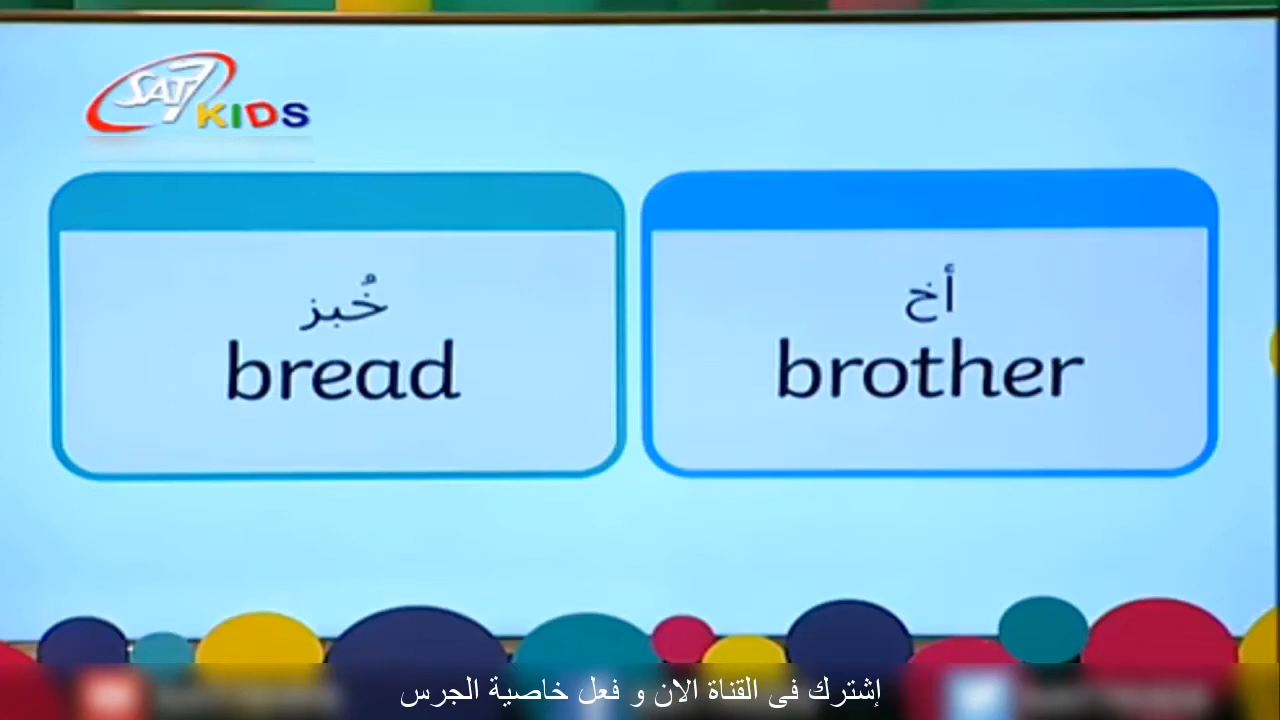 SAT7
KIDS
خُبز
bread
أخ
brother
إشترك فى القناة الان و فعل خاصية الجرس